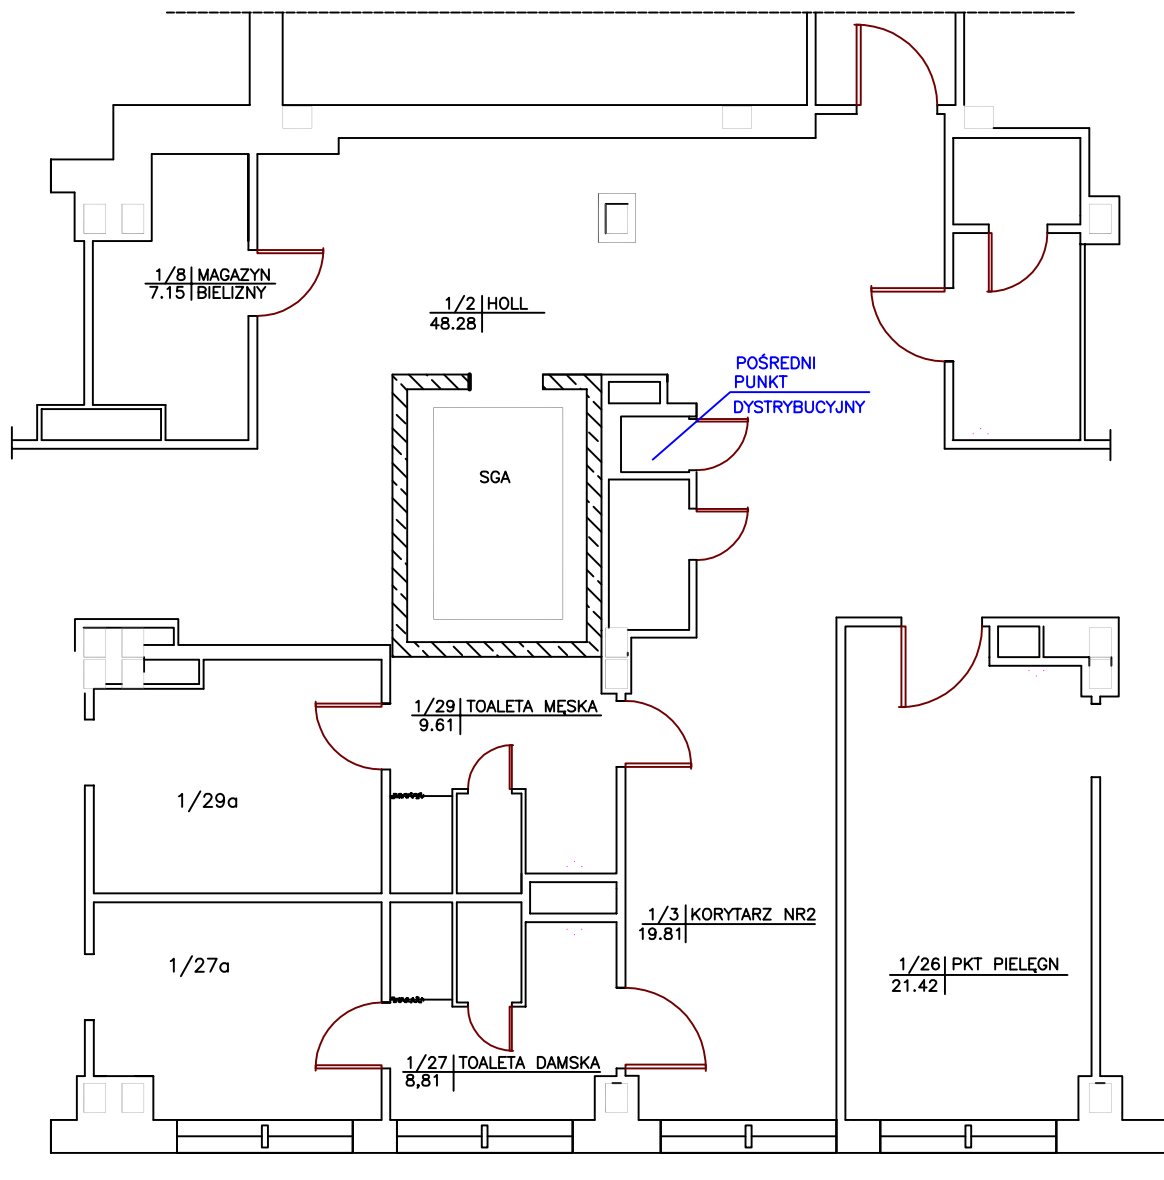 1/8 MAGAZYN
7.15 BIELIZNY
1/2 HOLL
48.28
POŚREDNI
PUNKT
DYSTRYBUCYJNY
SGA
1/29 TOALETA MĘSKA
9.61
1/29a
1/3 KORYTARZ NR2
19.81
1/27a
1/26 PKT PIELĘGN
21.42
1/27 TOALETA DAMSKA
8,81